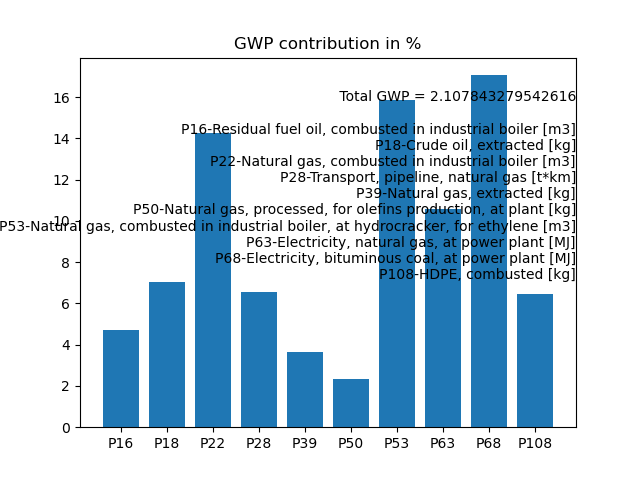 GWP contribution in %
Total GWP = 2.107843279542616
P16-Residual fuel oil, combusted in industrial boiler [m3]
P18-Crude oil, extracted [kg]
P22-Natural gas, combusted in industrial boiler [m3]
P28-Transport, pipeline, natural gas [t*km]
P39-Natural gas, extracted [kg]
P50-Natural gas, processed, for olefins production, at plant [kg]
P53-Natural gas, combusted in industrial boiler, at hydrocracker, for ethylene [m3]
P63-Electricity, natural gas, at power plant [MJ]
P68-Electricity, bituminous coal, at power plant [MJ]
P108-HDPE, combusted [kg]
16
14
12
10
8
6
4
2
0
P16 P18 P22 P28 P39 P50 P53 P63 P68 P108